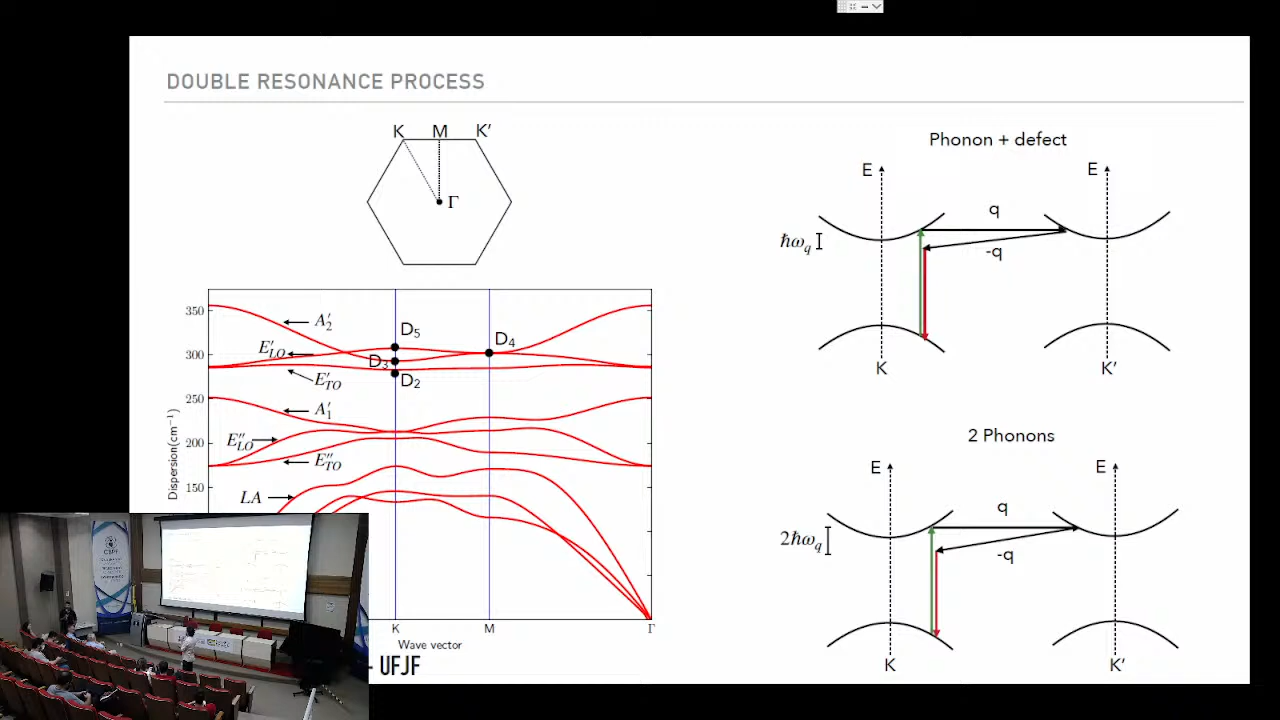 DOUBLE RESONANCE PROCESS
K M K′
Γ
350
300
250
200
150
Dispersion(cm⁻¹)
A′₂
E′LO
E′TO
A′₁
E″LO
E″TO
LA
D₅
D₃
D₂
D₄
K M Γ
Wave vector
- UFJF
Phonon + defect
E E
q
-q
ℏωq
K K′
2 Phonons
E E
q
-q
2ℏωq
K K′
CBPF